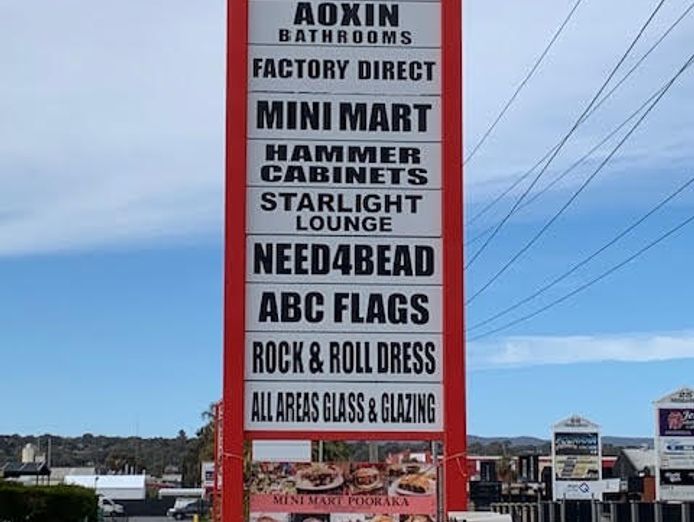 AOXIN
BATHROOMS
FACTORY DIRECT
MINI MART
HAMMER
CABINETS
STARLIGHT
LOUNGE
NEED4BEAD
ABC FLAGS
ROCK & ROLL DRESS
ALL AREAS GLASS & GLAZING
MINI MART POORAKA